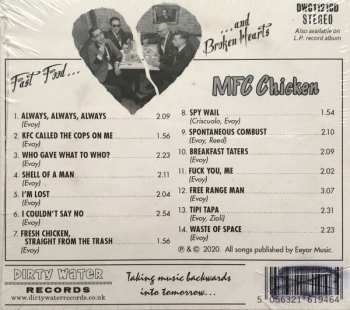 DWC1121CD
STEREO
Also available on
L.P. record album
Fast Food...
...and
Broken Hearts
MFC Chicken
1. ALWAYS, ALWAYS, ALWAYS 2.09
(Evoy)
2. KFC CALLED THE COPS ON ME 1.56
(Evoy)
3. WHO GAVE WHAT TO WHO? 2.23
(Evoy)
4. SHELL OF A MAN 2.11
(Evoy)
5. I'M LOST 2.04
(Evoy)
6. I COULDN'T SAY NO 2.54
(Evoy)
7. FRESH CHICKEN,
STRAIGHT FROM THE TRASH 1.56
(Evoy)
8. SPY WAIL 1.54
(Criscuolo, Evoy)
9. SPONTANEOUS COMBUST 2.10
(Evoy, Reed)
10. BREAKFAST TATERS 2.09
(Evoy)
11. FUCK YOU, ME 2.02
(Evoy)
12. FREE RANGE MAN 3.07
(Evoy)
13. TIPI TAPA 2.31
(Evoy, Zioli)
14. WASTE OF SPACE 2.23
(Evoy)
℗ & © 2020. All songs published by Eeyor Music.
DIRTY WATER
RECORDS
www.dirtywaterrecords.co.uk
Taking music backwards
into tomorrow...
5 056321 619464